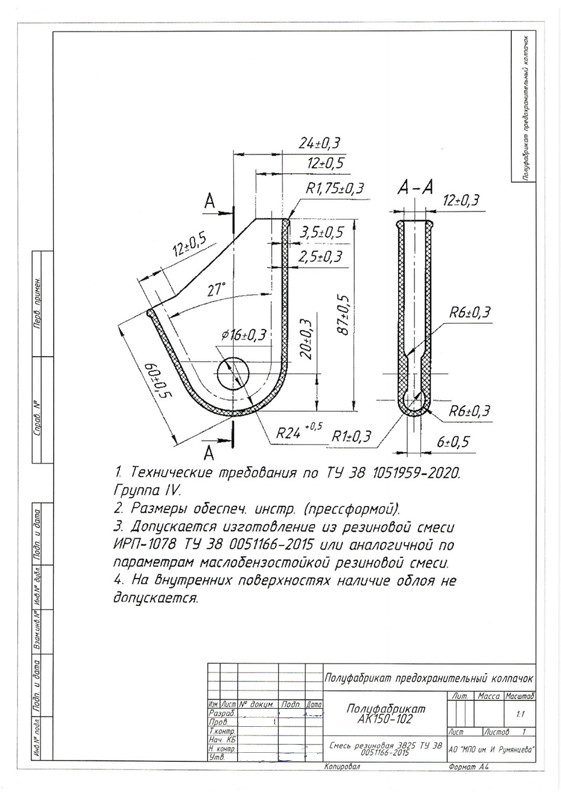 Полуфабрикат предохранительный колпачок
24±0,3
12±0,5
R1,75±0,3
А
А-А
12±0,3
12±0,5
3,5±0,5
2,5±0,3
27°
87±0,5
20±0,3
φ16±0,3
60±0,5
R6±0,3
R24 +0,5
R1±0,3
R6±0,3
6±0,5
А
1. Технические требования по ТУ 38 1051959-2020.
Группа IV.
2. Размеры обеспеч. инстр. (прессформой).
3. Допускается изготовление из резиновой смеси
ИРП-1078 ТУ 38 0051166-2015 или аналогичной по
параметрам маслобензостойкой резиновой смеси.
4. На внутренних поверхностях наличие облоя не
допускается.
Перв. примен.
Справ. №
Подп. и дата
Инв.№ дубл.
Взам.инв.№
Подп. и дата
Инв.№ подл
Полуфабрикат предохранительный колпачок
Изм. Лист № докум. Подп. Дата
Разраб.
Пров.
Т.контр.
Нач. КБ
Н. контр.
Утв.
Полуфабрикат
АК150-102
Лит. Масса Масштаб
1:1
Лист Листов 1
Смесь резиновая 3825 ТУ 38
0051166-2015
АО "МПО им. И. Румянцева"
Копировал Формат А4